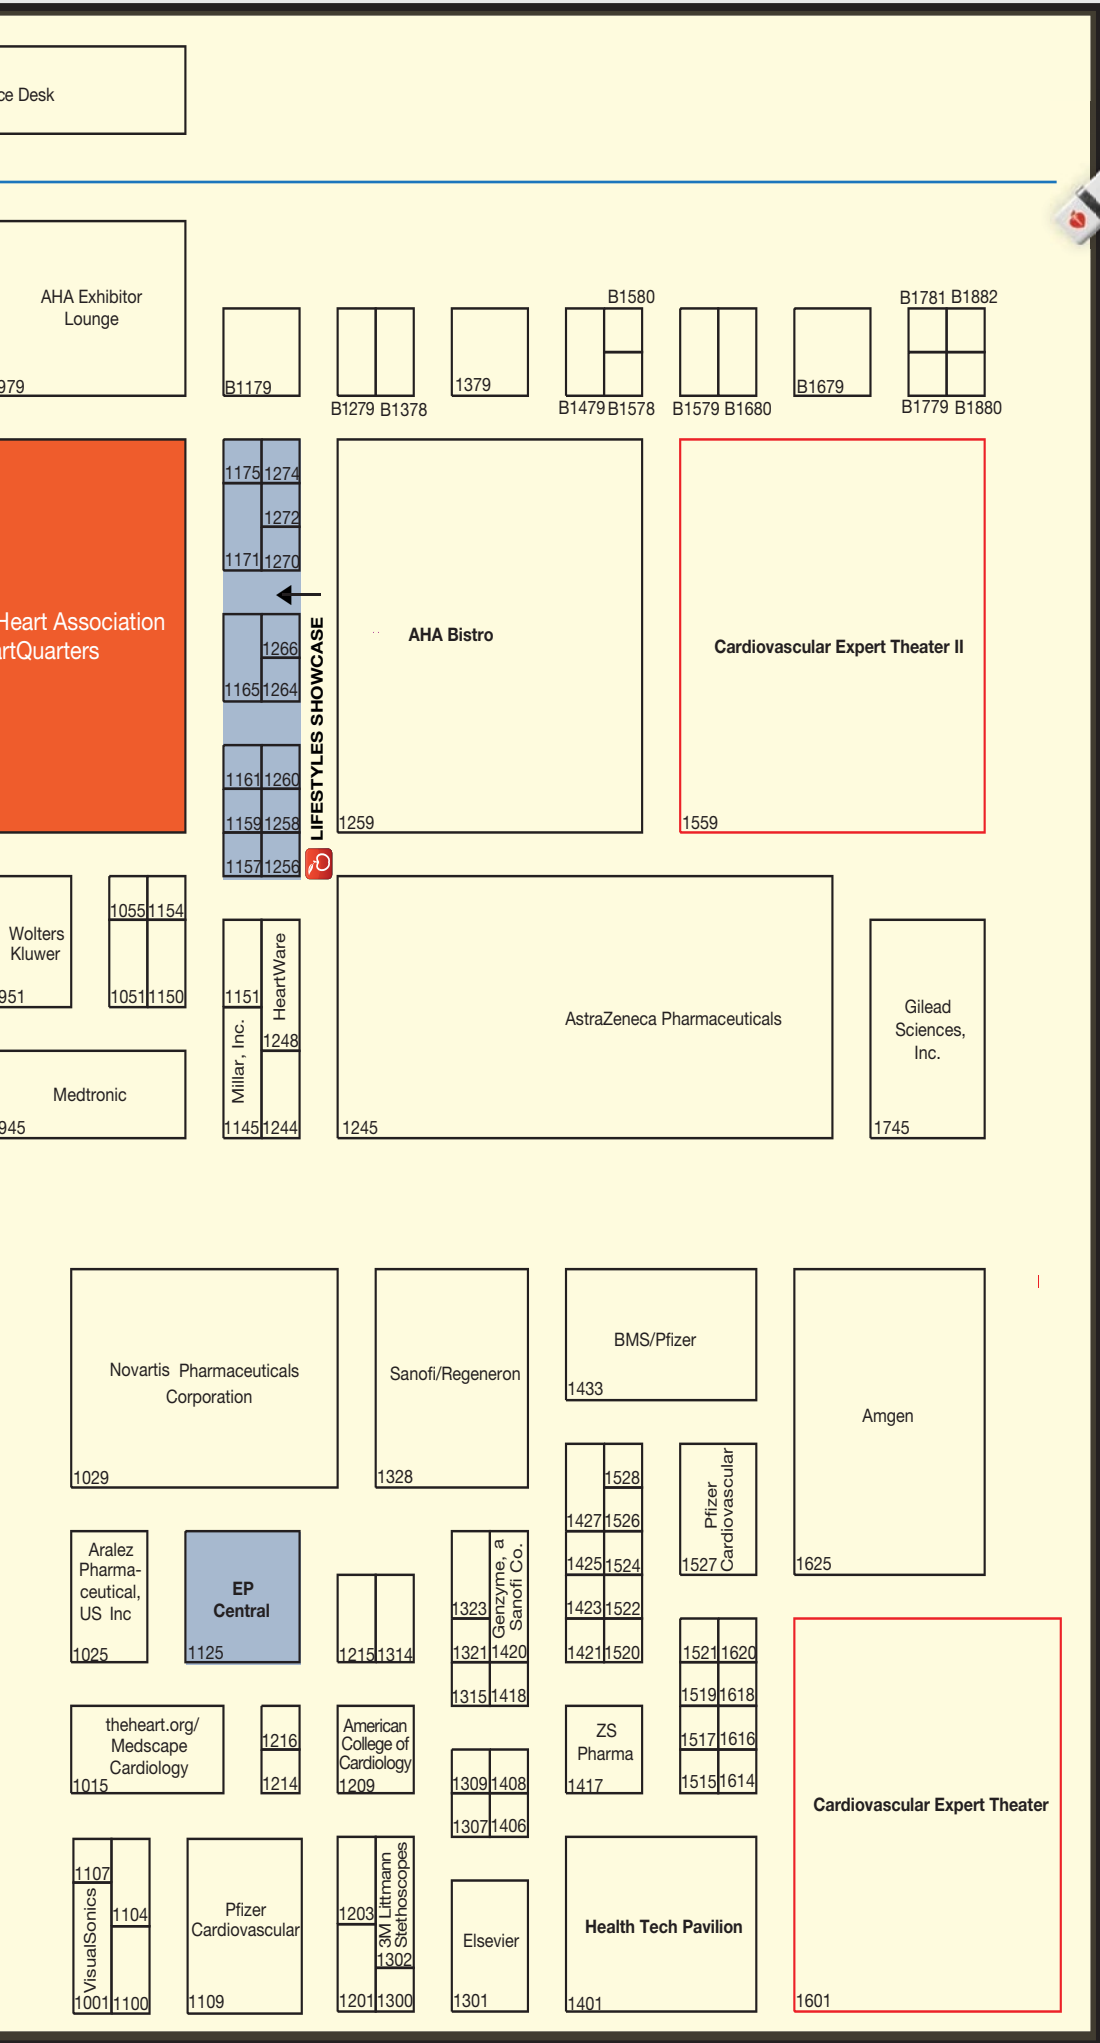 ce Desk
AHA Exhibitor
Lounge
979
B1179
B1279 B1378
1379
B1580
B1479 B1578
B1579 B1680
B1679
B1781 B1882
B1779 B1880
Heart Association
artQuarters
1175 1274
1272
1171 1270
1266
1165 1264
1161 1260
1159 1258
1157 1256
LIFESTYLES SHOWCASE
AHA Bistro
1259
Cardiovascular Expert Theater II
1559
Wolters
Kluwer
951
1055 1154
1051 1150
Medtronic
945
1151
HeartWare
1248
Millar, Inc.
1145 1244
AstraZeneca Pharmaceuticals
1245
Gilead
Sciences,
Inc.
1745
Novartis Pharmaceuticals
Corporation
1029
Sanofi/Regeneron
1328
BMS/Pfizer
1433
Amgen
1625
1528
1427 1526
1425 1524
1423 1522
1421 1520
Pfizer
Cardiovascular
1527
Aralez
Pharma-
ceutical,
US Inc
1025
EP
Central
1125
1215 1314
1323
Genzyme, a
Sanofi Co.
1321 1420
1315 1418
1521 1620
1519 1618
1517 1616
1515 1614
theheart.org/
Medscape
Cardiology
1015
1216
1214
American
College of
Cardiology
1209
1309 1408
1307 1406
ZS
Pharma
1417
Cardiovascular Expert Theater
1601
1107
VisualSonics
1104
1001 1100
Pfizer
Cardiovascular
1109
1203
3M Littmann
Stethoscopes
1302
1201 1300
Elsevier
1301
Health Tech Pavilion
1401